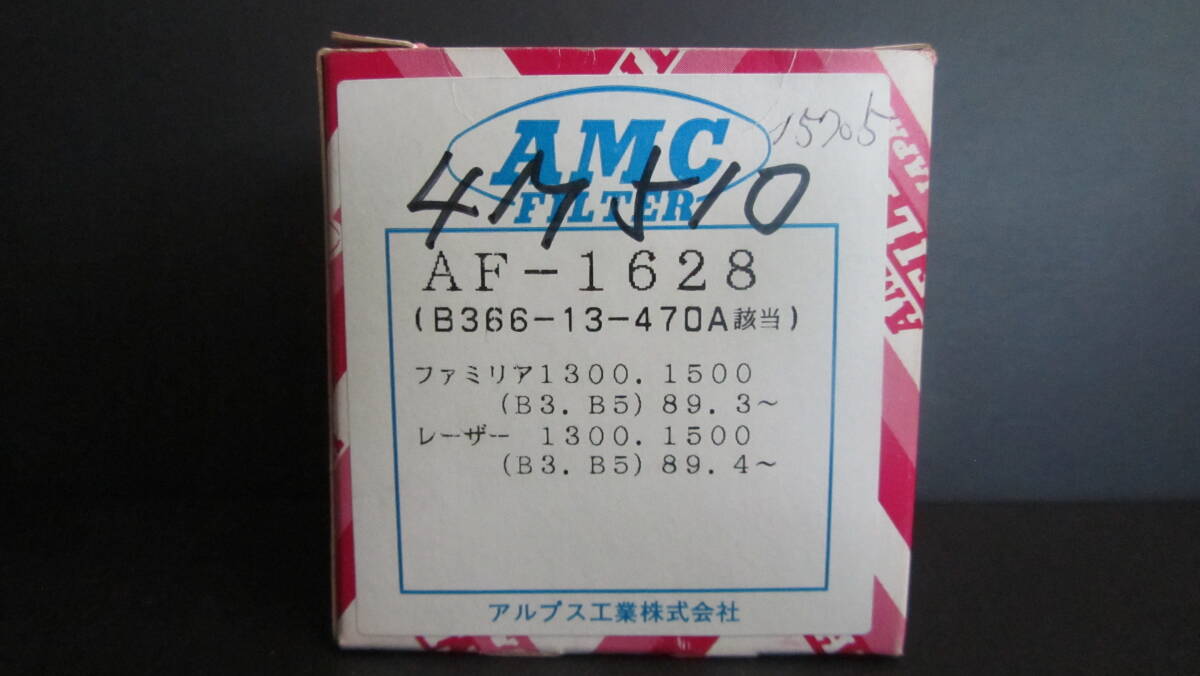 AMC
15705
FILTER
AF-1628
(B366-13-470A該当)
ファミリア1300.1500
(B3.B5)89.3~
レーザー 1300.1500
(B3.B5)89.4~
アルプス工業株式会社